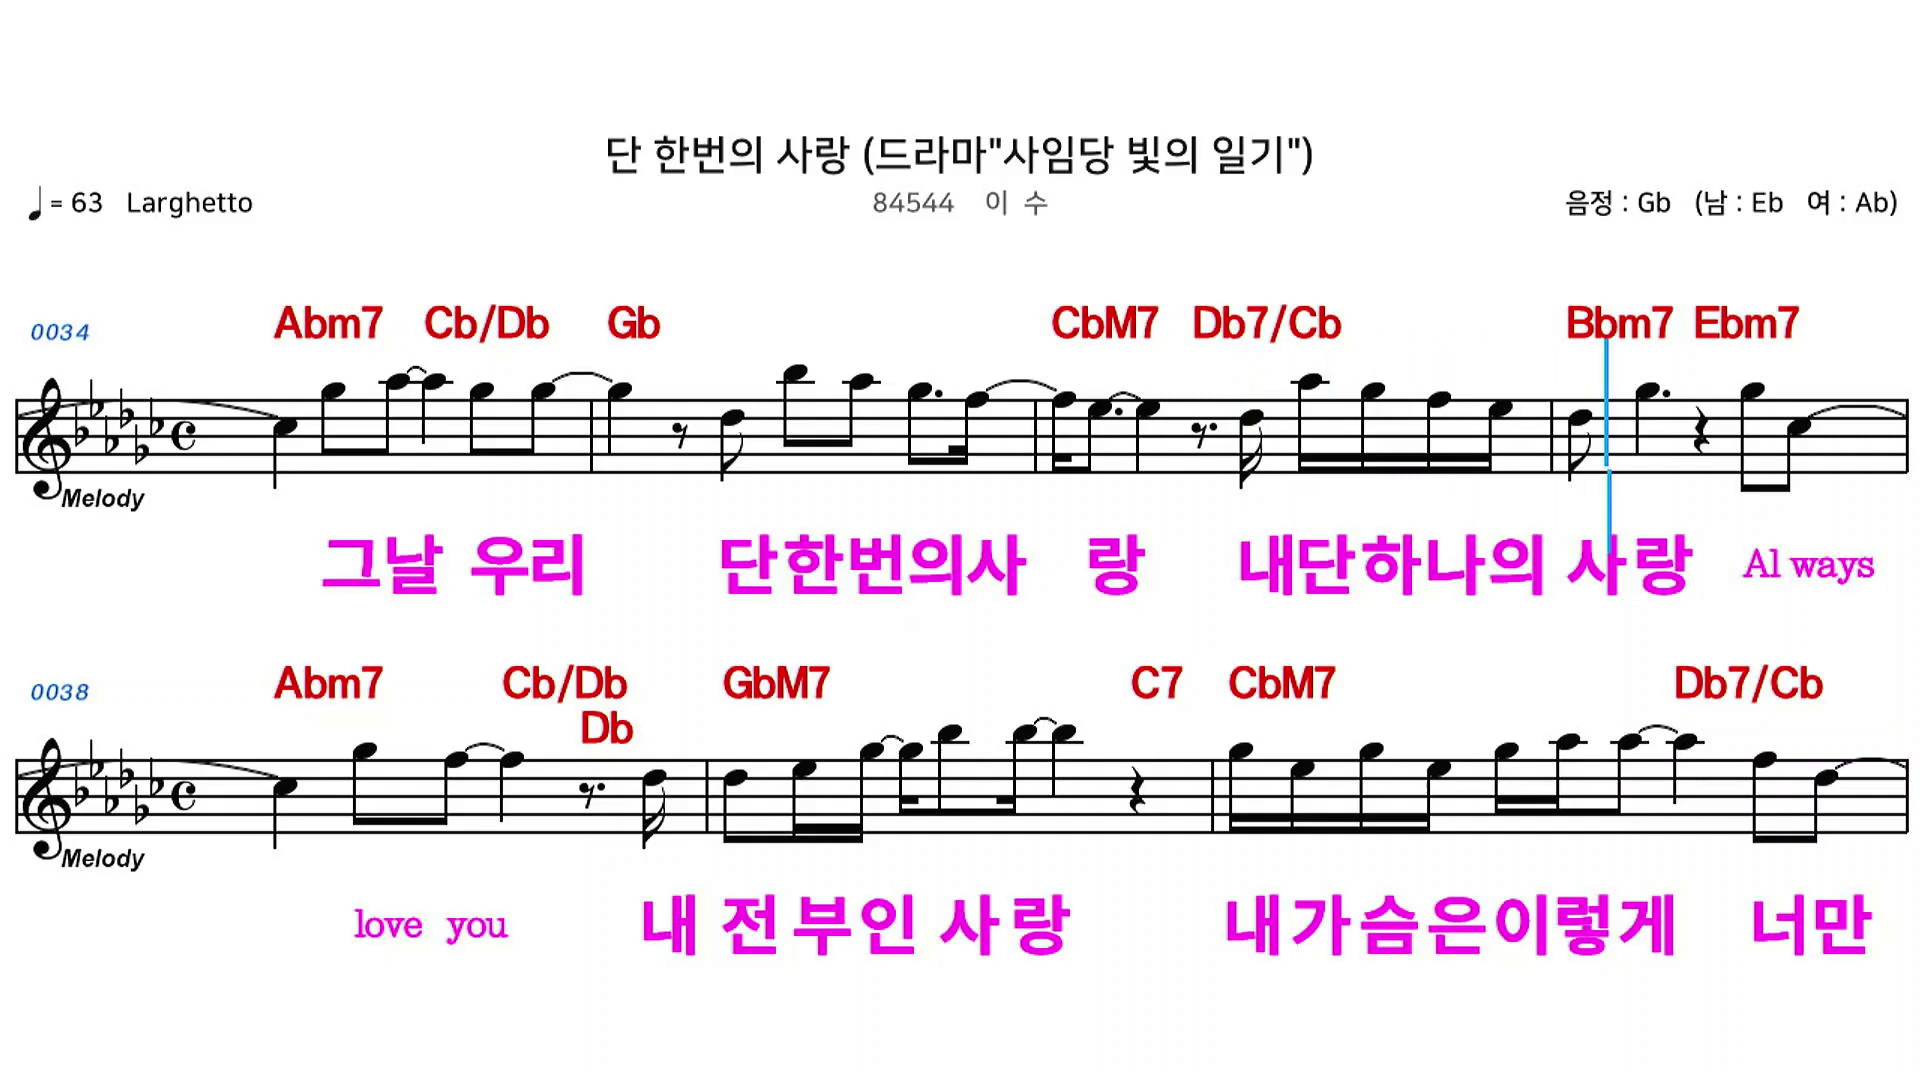 단 한번의 사랑 (드라마"사임당 빛의 일기")
♩= 63 Larghetto 84544 이 수 음정 : Gb (남 : Eb 여 : Ab)
0034 Abm7 Cb/Db Gb CbM7 Db7/Cb Bbm7 Ebm7
Melody
그날 우리 단한번의사 랑 내단하나의 사랑 Al ways
0038 Abm7 Cb/Db GbM7 C7 CbM7 Db7/Cb
Db
Melody
love you 내 전부인 사랑 내가슴은이렇게 너만